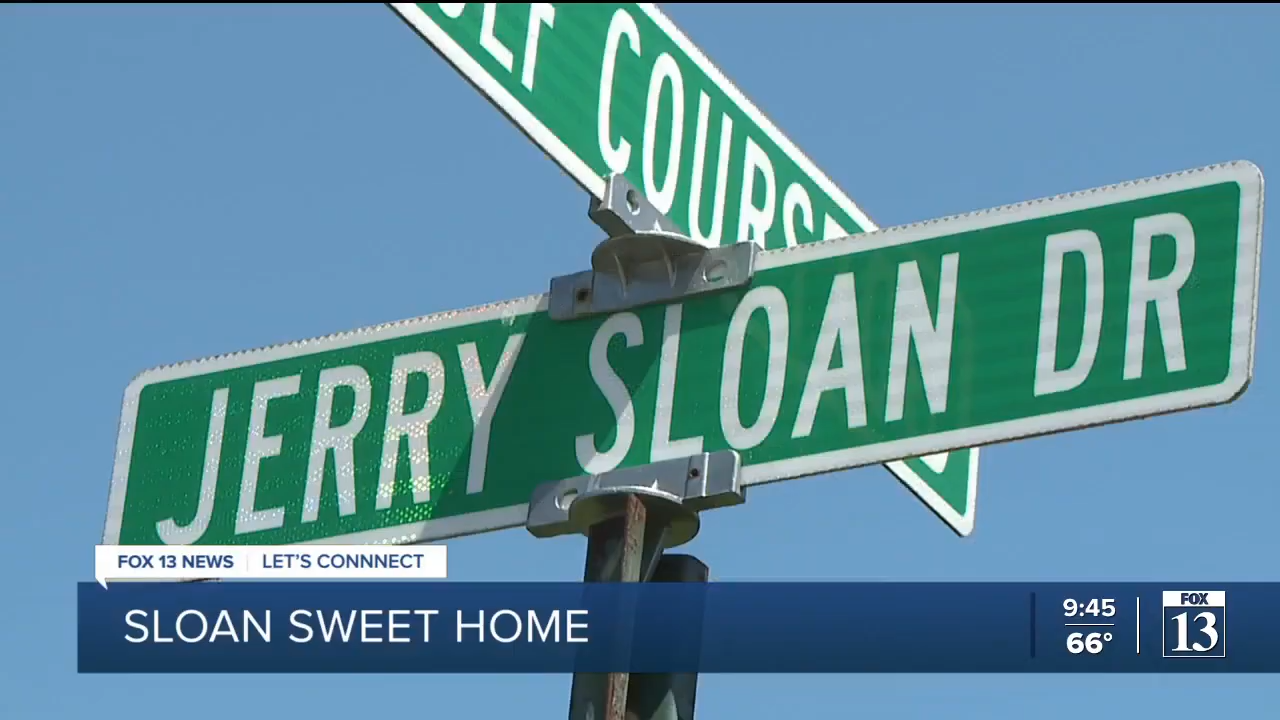 COURSE
JERRY SLOAN DR
FOX 13 NEWS | LET'S CONNNECT
SLOAN SWEET HOME
9:45
66°
FOX
13